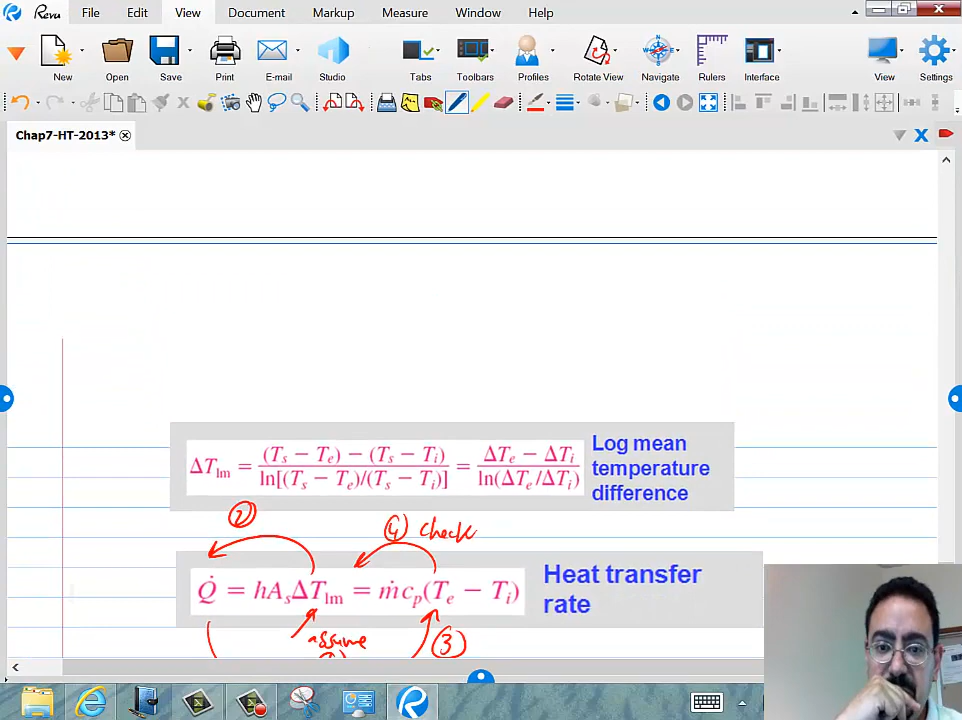 Revu File Edit View Document Markup Measure Window Help
New Open Save Print E-mail Studio Tabs Toolbars Profiles Rotate View Navigate Rulers Interface View Settings
Chap7-HT-2013*
ΔT_lm = ((T_s − T_e) − (T_s − T_i)) / ln[(T_s − T_e)/(T_s − T_i)] = (ΔT_e − ΔT_i) / ln(ΔT_e/ΔT_i)
Log mean
temperature
difference
② ④ check
Q̇ = hA_sΔT_lm = ṁc_p(T_e − T_i)
Heat transfer
rate
assume ③